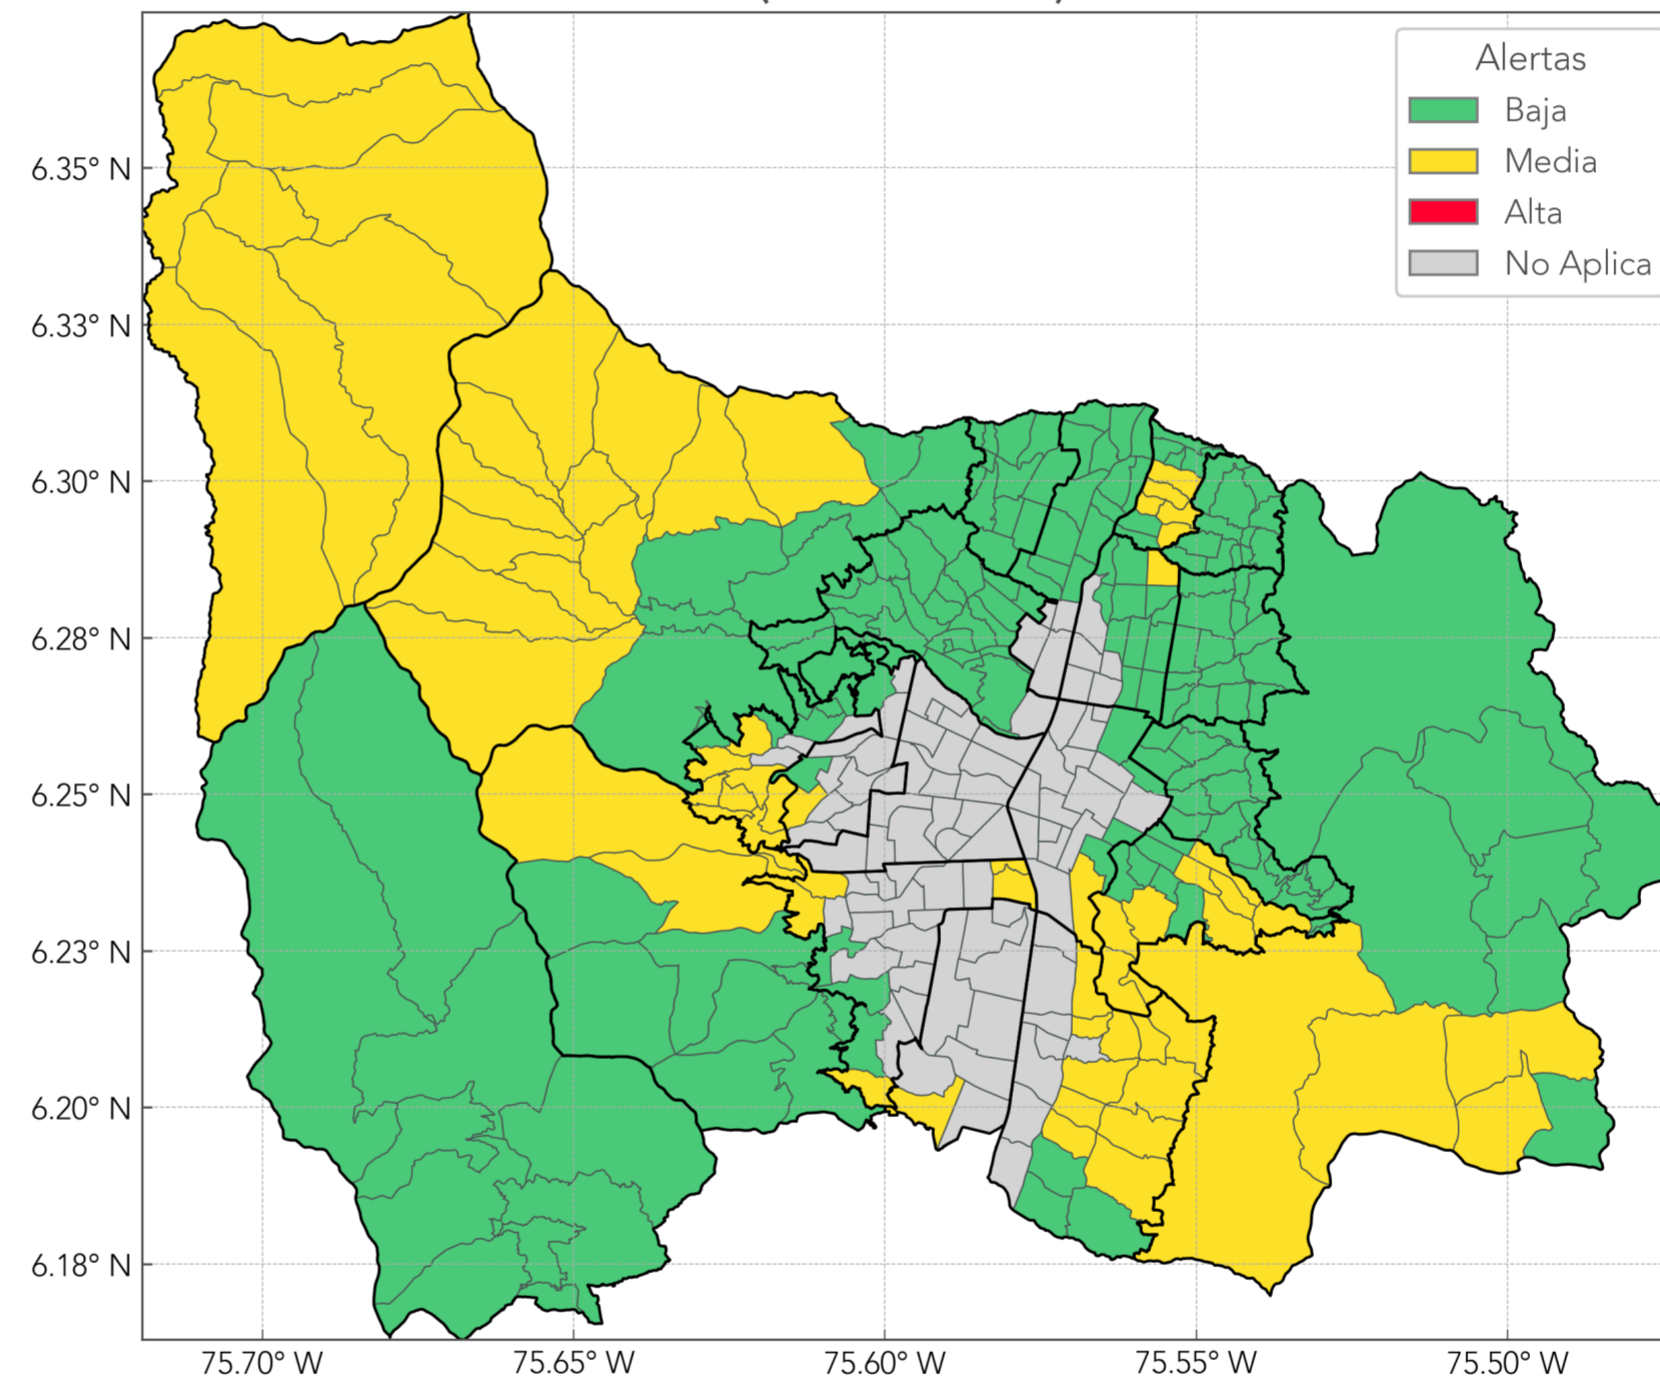 Alertas
Baja
Media
Alta
No Aplica
6.35° N
6.33° N
6.30° N
6.28° N
6.25° N
6.23° N
6.20° N
6.18° N
75.70° W 75.65° W 75.60° W 75.55° W 75.50° W